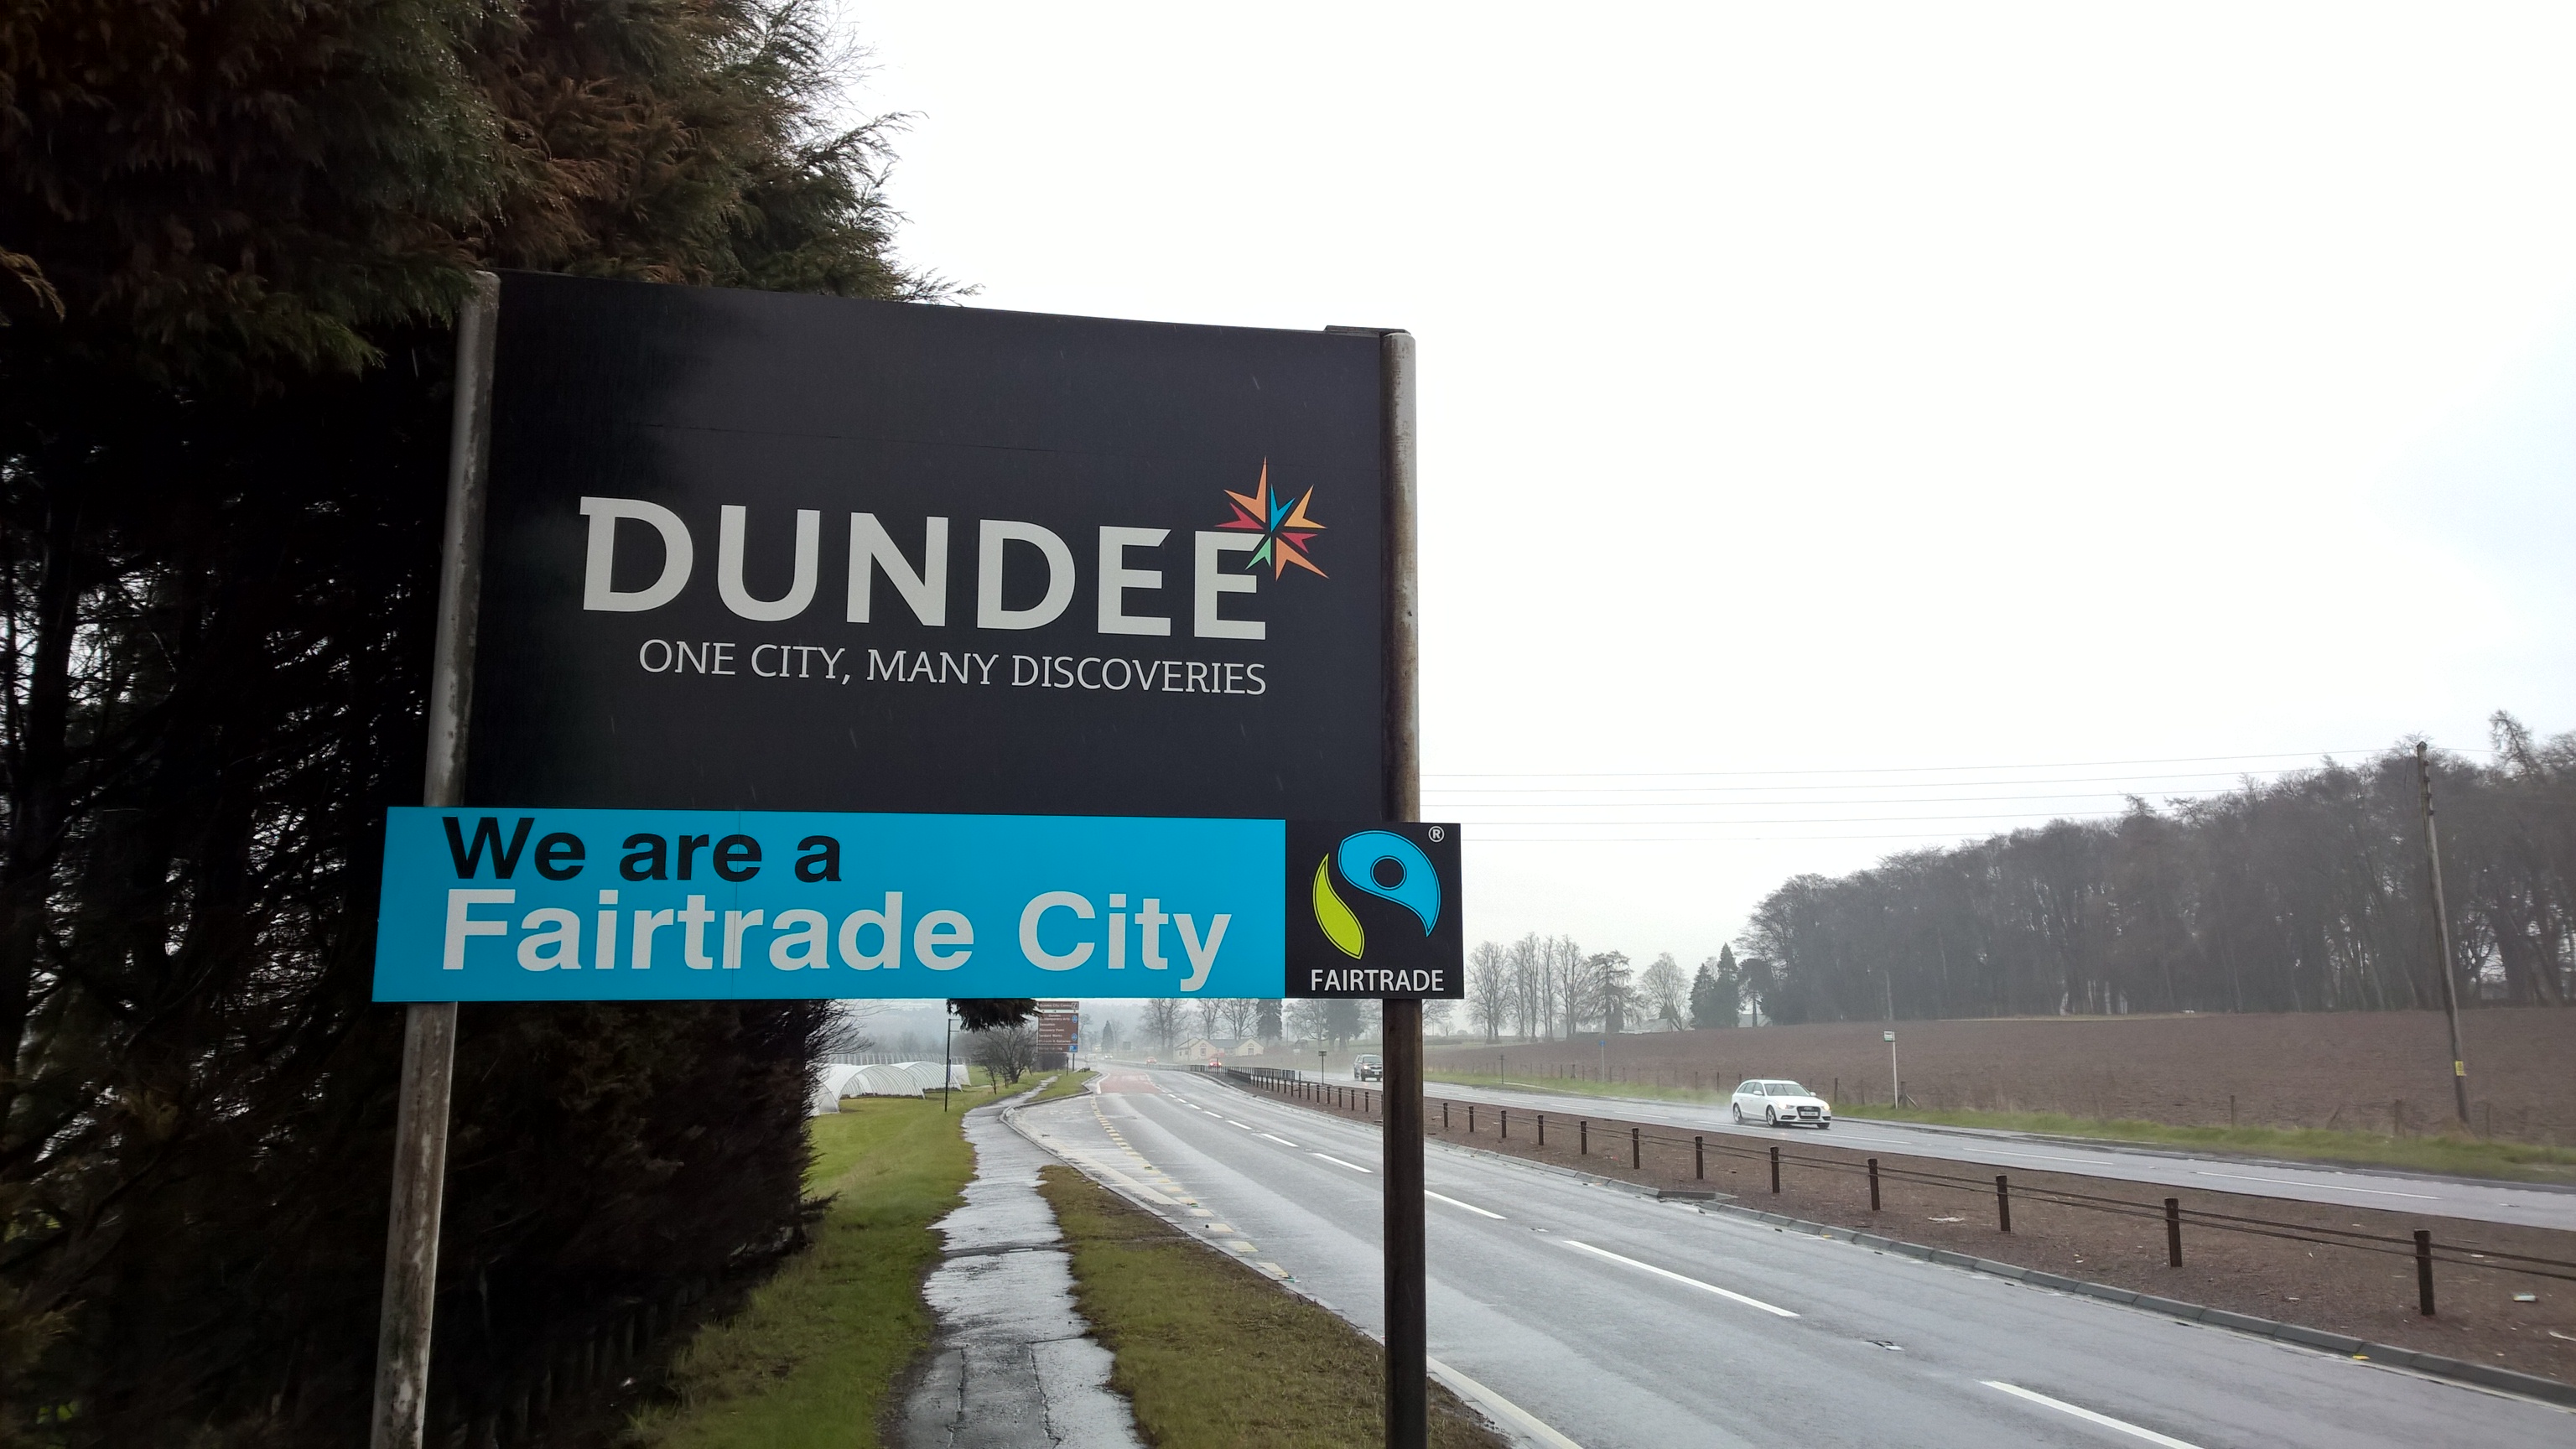 DUNDEE
ONE CITY, MANY DISCOVERIES
We are a
Fairtrade City
®
FAIRTRADE